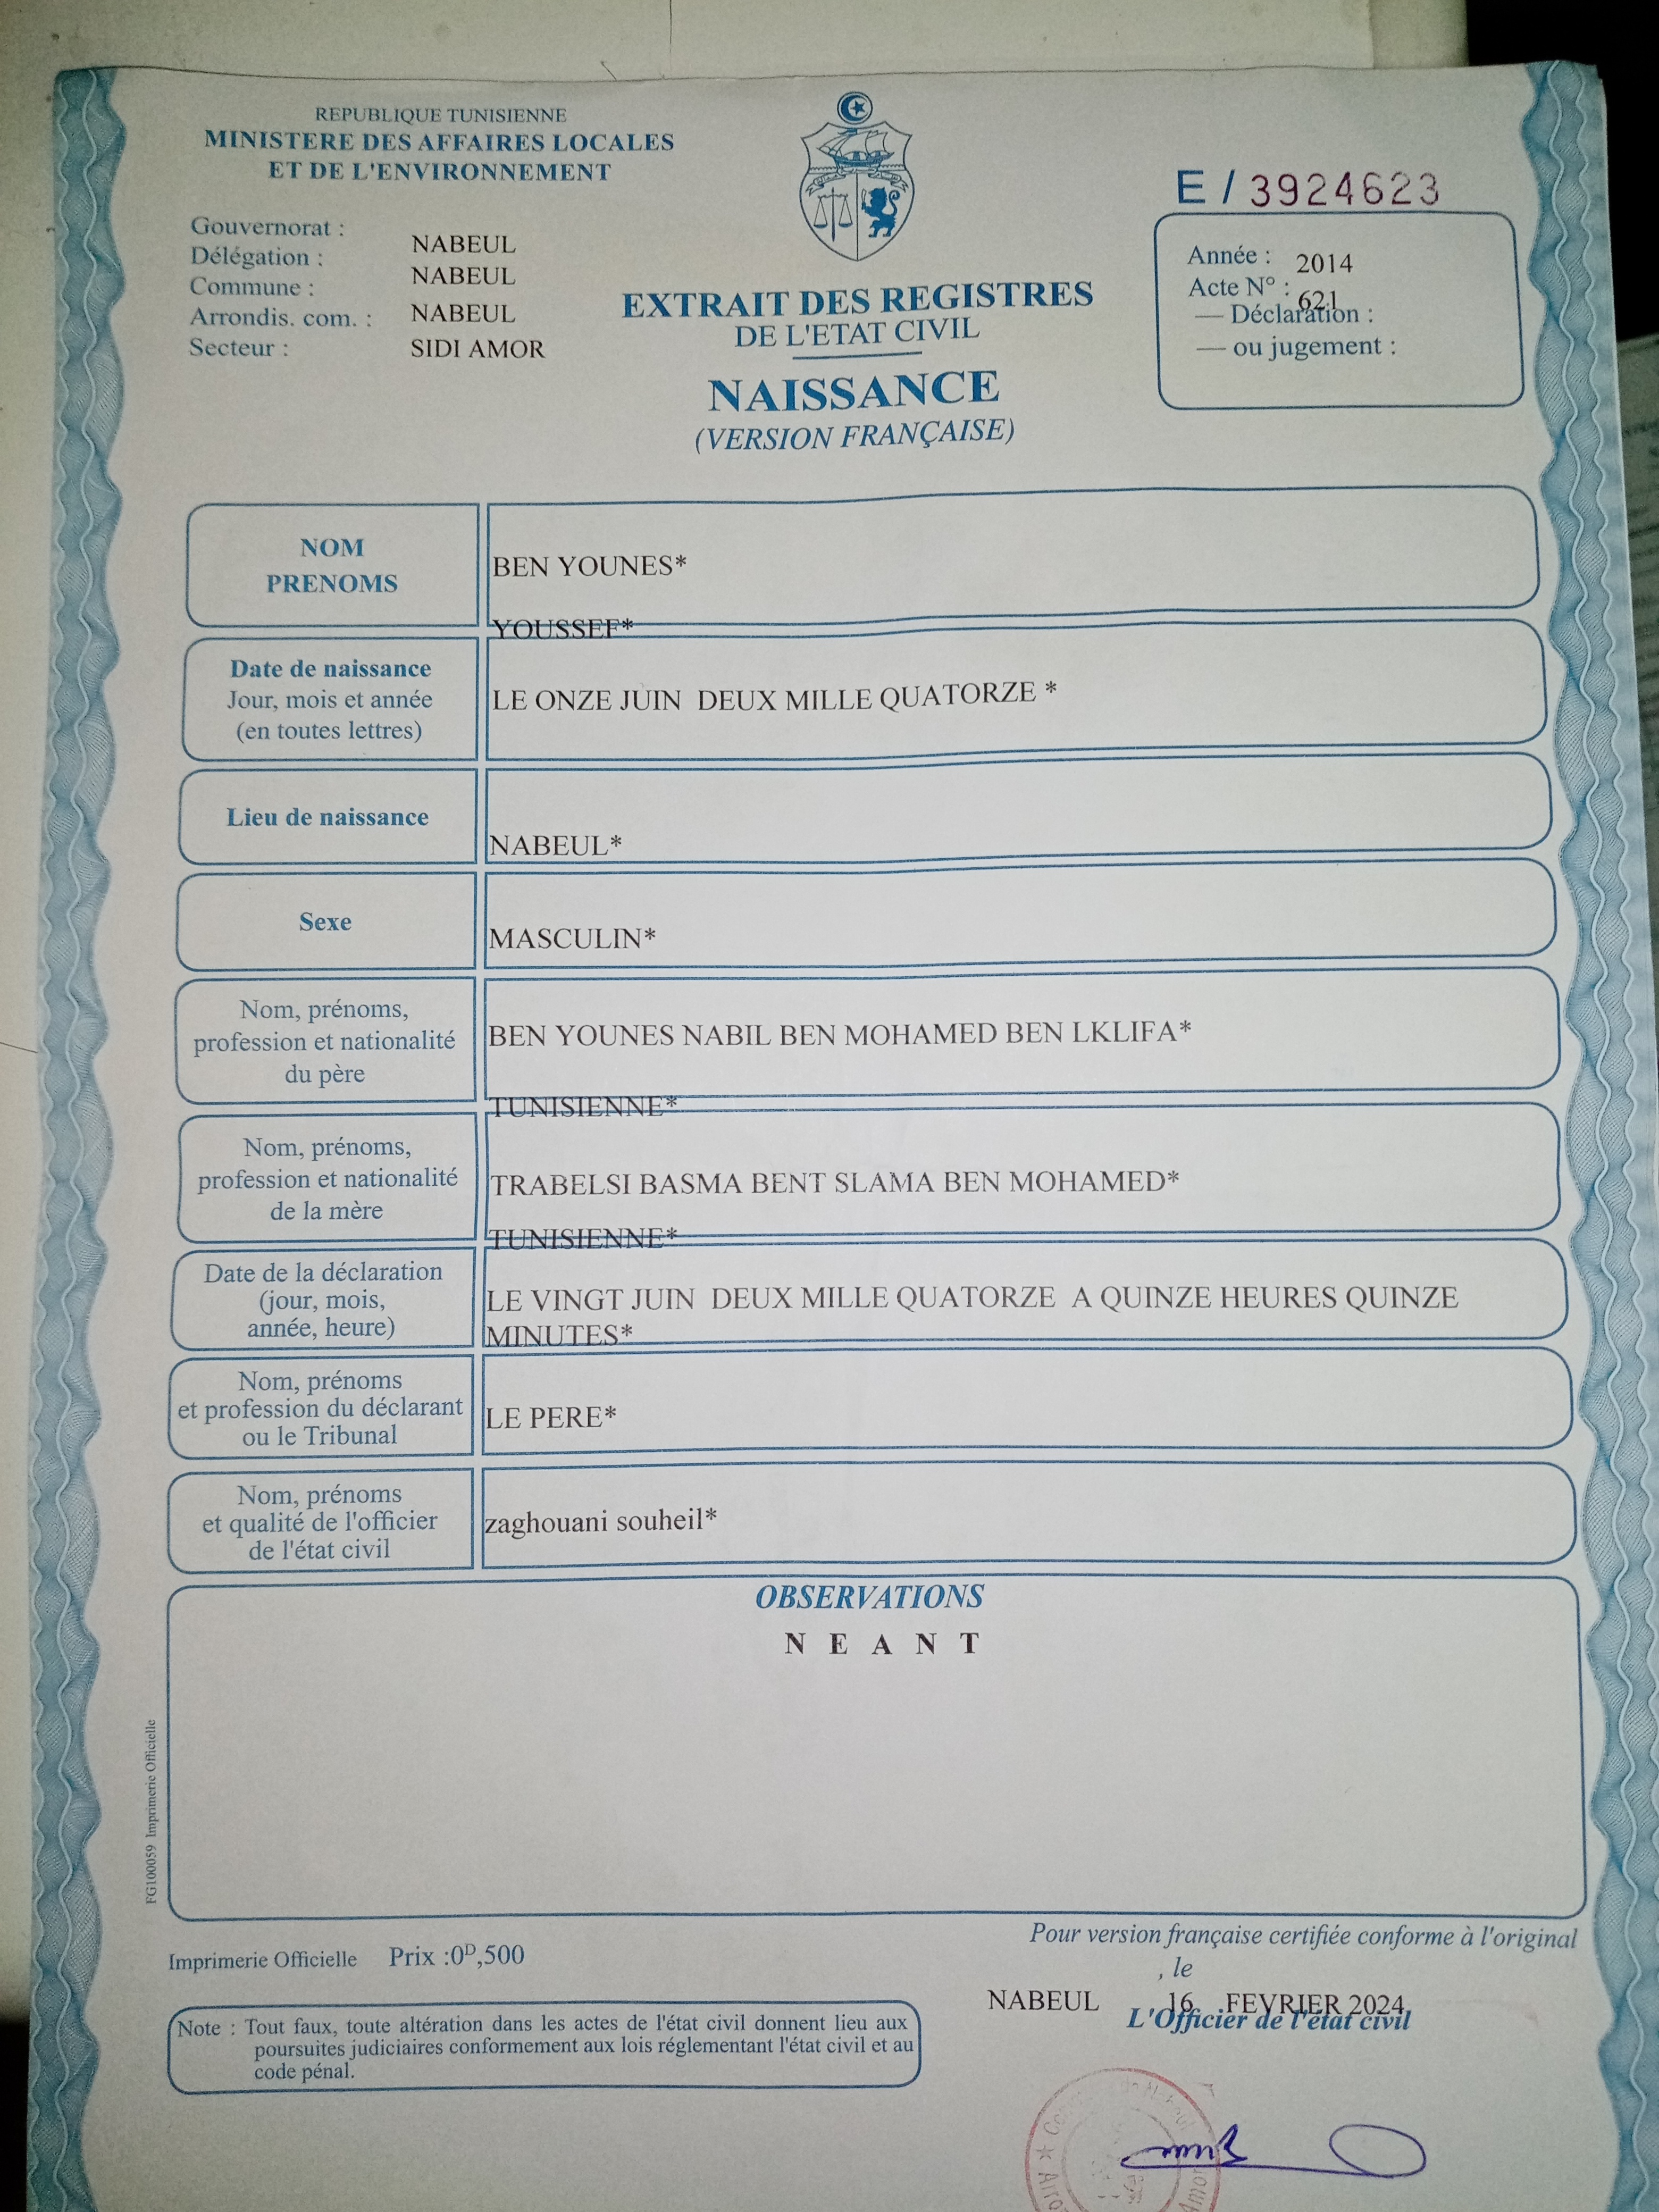 REPUBLIQUE TUNISIENNE
MINISTERE DES AFFAIRES LOCALES
ET DE L'ENVIRONNEMENT
Gouvernorat : NABEUL
Délégation : NABEUL
Commune :
Arrondis. com. : NABEUL
Secteur : SIDI AMOR
EXTRAIT DES REGISTRES
DE L'ETAT CIVIL
NAISSANCE
(VERSION FRANÇAISE)
E / 3924623
Année : 2014
Acte N° : 621
— Déclaration :
— ou jugement :
NOM
PRENOMS
BEN YOUNES*
YOUSSEF*
Date de naissance
Jour, mois et année
(en toutes lettres)
LE ONZE JUIN DEUX MILLE QUATORZE *
Lieu de naissance
NABEUL*
Sexe
MASCULIN*
Nom, prénoms,
profession et nationalité
du père
BEN YOUNES NABIL BEN MOHAMED BEN LKLIFA*
TUNISIENNE*
Nom, prénoms,
profession et nationalité
de la mère
TRABELSI BASMA BENT SLAMA BEN MOHAMED*
TUNISIENNE*
Date de la déclaration
(jour, mois,
année, heure)
LE VINGT JUIN DEUX MILLE QUATORZE A QUINZE HEURES QUINZE
MINUTES*
Nom, prénoms
et profession du déclarant
ou le Tribunal
LE PERE*
Nom, prénoms
et qualité de l'officier
de l'état civil
zaghouani souheil*
OBSERVATIONS
N E A N T
FG100059 Imprimerie Officielle
Imprimerie Officielle Prix :0ᴰ,500
Note : Tout faux, toute altération dans les actes de l'état civil donnent lieu aux
poursuites judiciaires conformement aux lois réglementant l'état civil et au
code pénal.
Pour version française certifiée conforme à l'original
, le
NABEUL 16 FEVRIER 2024
L'Officier de l'état civil